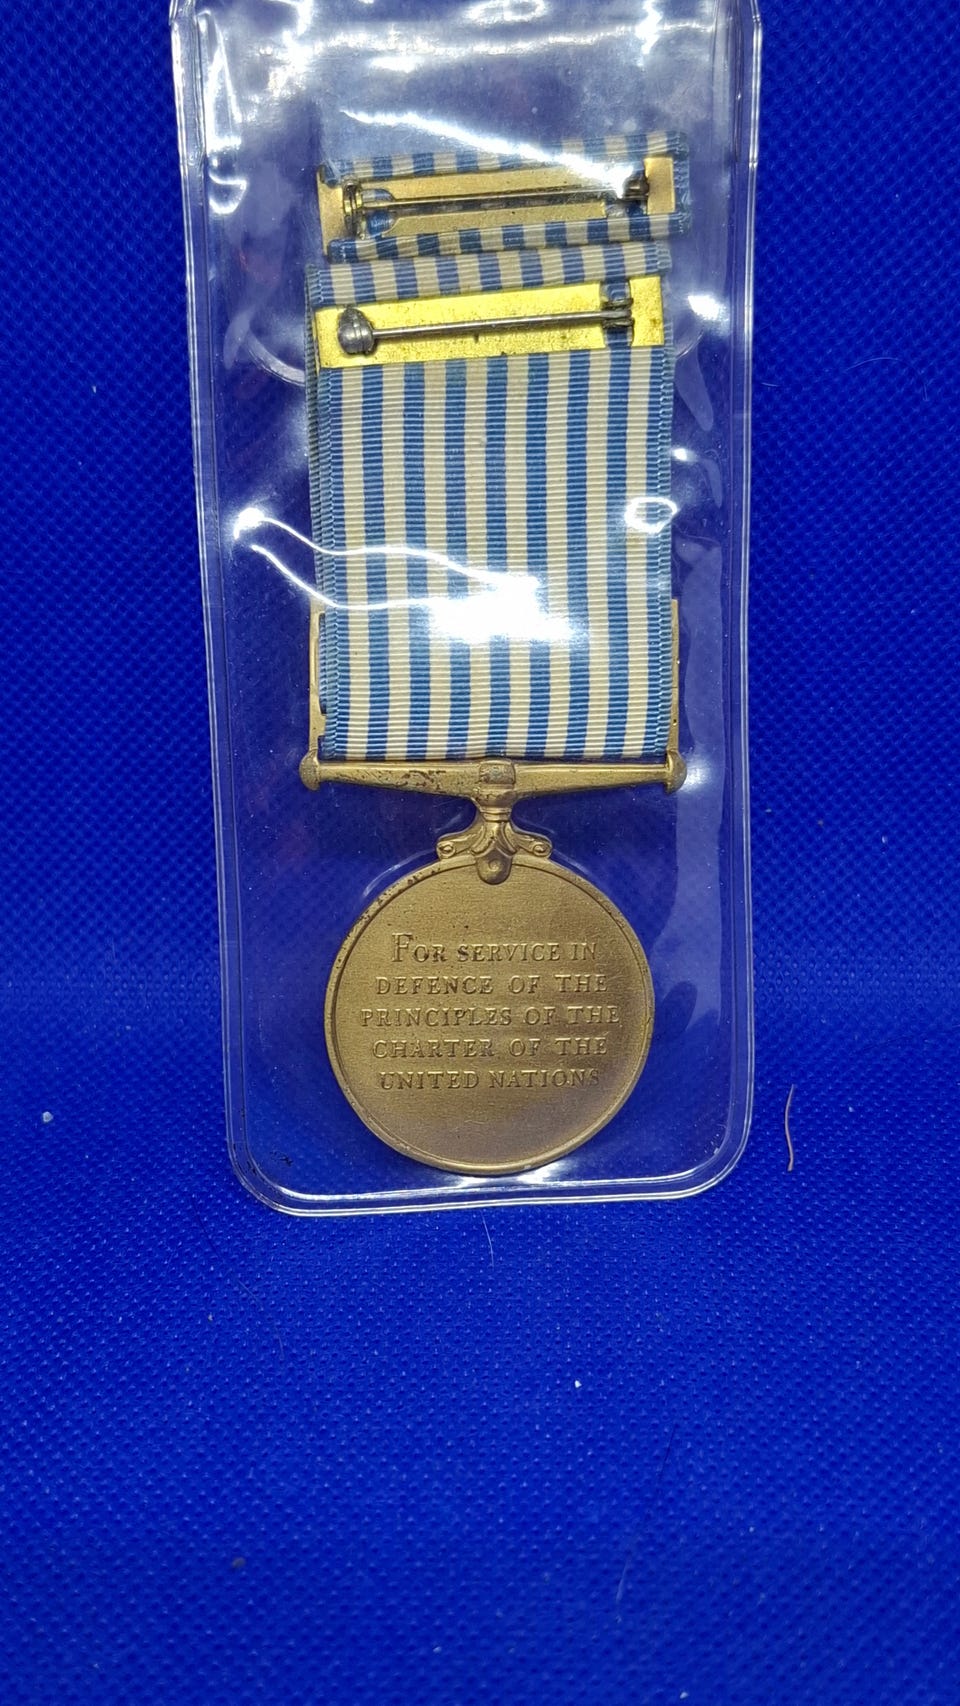 FOR SERVICE IN
DEFENCE OF THE
PRINCIPLES OF THE
CHARTER OF THE
UNITED NATIONS